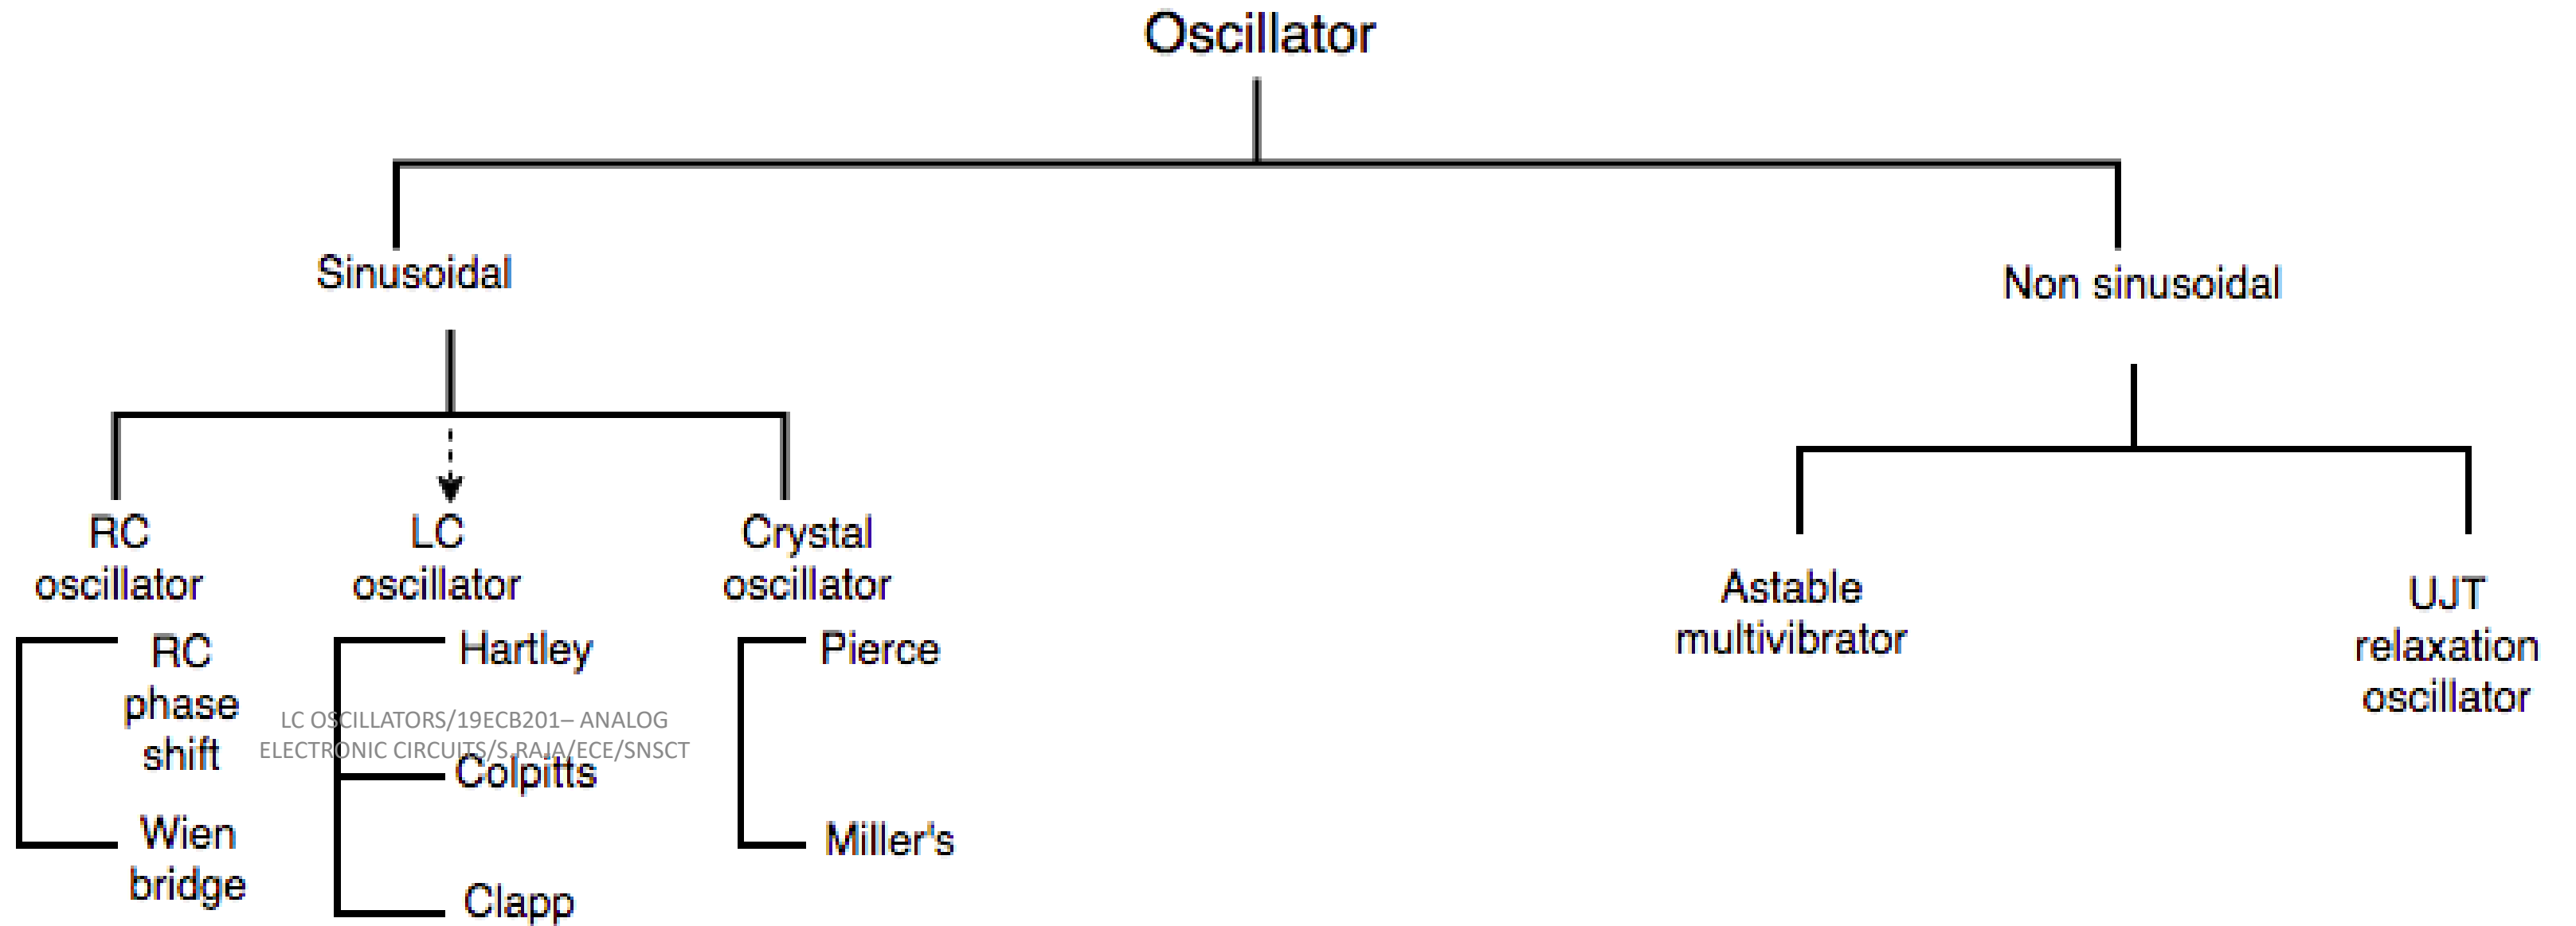 Oscillator
Sinusoidal
Non sinusoidal
RC
oscillator
LC
oscillator
Crystal
oscillator
Astable
multivibrator
UJT
relaxation
oscillator
RC
phase
shift
Wien
bridge
Hartley
LC OSCILLATORS/19ECB201– ANALOG
ELECTRONIC CIRCUITS/S.RAJA/ECE/SNSCT
Colpitts
Clapp
Pierce
Miller's